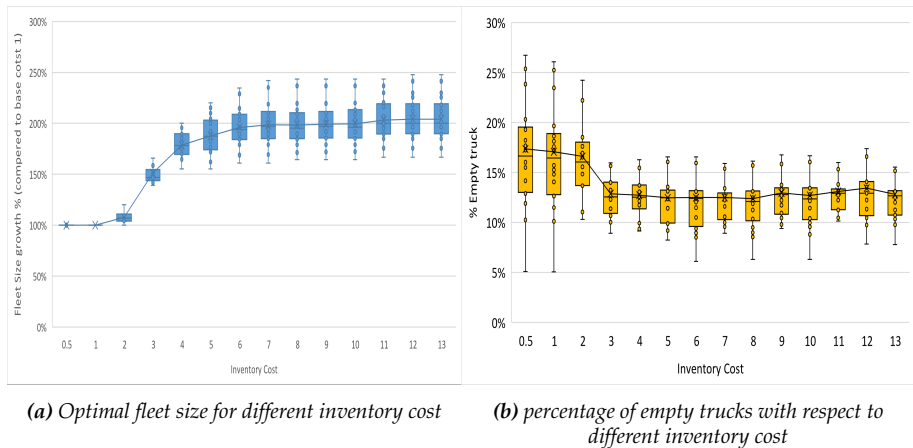 300%
250%
200%
150%
100%
50%
0%
Fleet Size growth % (compared to base cotst 1)
0.5 1 2 3 4 5 6 7 8 9 10 11 12 13
Inventory Cost
30%
25%
20%
15%
10%
5%
0%
% Empty truck
0.5 1 2 3 4 5 6 7 8 9 10 11 12 13
Inventory Cost
(a) Optimal fleet size for different inventory cost
(b) percentage of empty trucks with respect to
different inventory cost